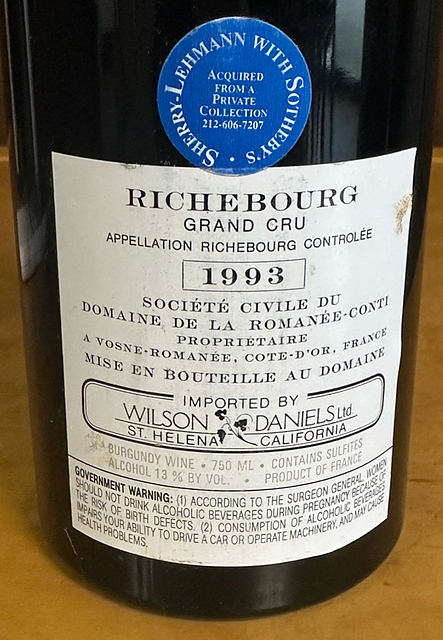 SHERRY-LEHMANN WITH SOTHEBY'S •
ACQUIRED
FROM A
PRIVATE
COLLECTION
212-606-7207
RICHEBOURG
GRAND CRU
APPELLATION RICHEBOURG CONTROLÉE
1993
SOCIÉTÉ CIVILE DU
DOMAINE DE LA ROMANÉE-CONTI
PROPRIÉTAIRE
A VOSNE-ROMANÉE, COTE-D'OR, FRANCE
MISE EN BOUTEILLE AU DOMAINE
IMPORTED BY
WILSON DANIELS Ltd
ST. HELENA CALIFORNIA
BURGUNDY WINE • 750 ML • CONTAINS SULFITES
ALCOHOL 13 % BY VOL. • PRODUCT OF FRANCE
GOVERNMENT WARNING: (1) ACCORDING TO THE SURGEON GENERAL, WOMEN
SHOULD NOT DRINK ALCOHOLIC BEVERAGES DURING PREGNANCY BECAUSE OF
THE RISK OF BIRTH DEFECTS. (2) CONSUMPTION OF ALCOHOLIC BEVERAGES
IMPAIRS YOUR ABILITY TO DRIVE A CAR OR OPERATE MACHINERY, AND MAY CAUSE
HEALTH PROBLEMS.